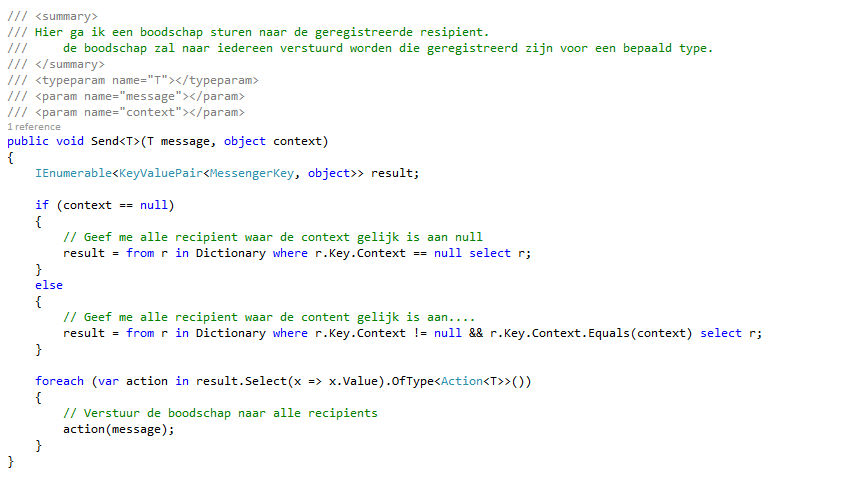 /// <summary>
/// Hier ga ik een boodschap sturen naar de geregistreerde resipient.
///     de boodschap zal naar iedereen verstuurd worden die geregistreerd zijn voor een bepaald type.
/// </summary>
/// <typeparam name="T"></typeparam>
/// <param name="message"></param>
/// <param name="context"></param>
1 reference
public void Send<T>(T message, object context)
{
    IEnumerable<KeyValuePair<MessengerKey, object>> result;

    if (context == null)
    {
        // Geef me alle recipient waar de context gelijk is aan null
        result = from r in Dictionary where r.Key.Context == null select r;
    }
    else
    {
        // Geef me alle recipient waar de content gelijk is aan....
        result = from r in Dictionary where r.Key.Context != null && r.Key.Context.Equals(context) select r;
    }

    foreach (var action in result.Select(x => x.Value).OfType<Action<T>>())
    {
        // Verstuur de boodschap naar alle recipients
        action(message);
    }
}